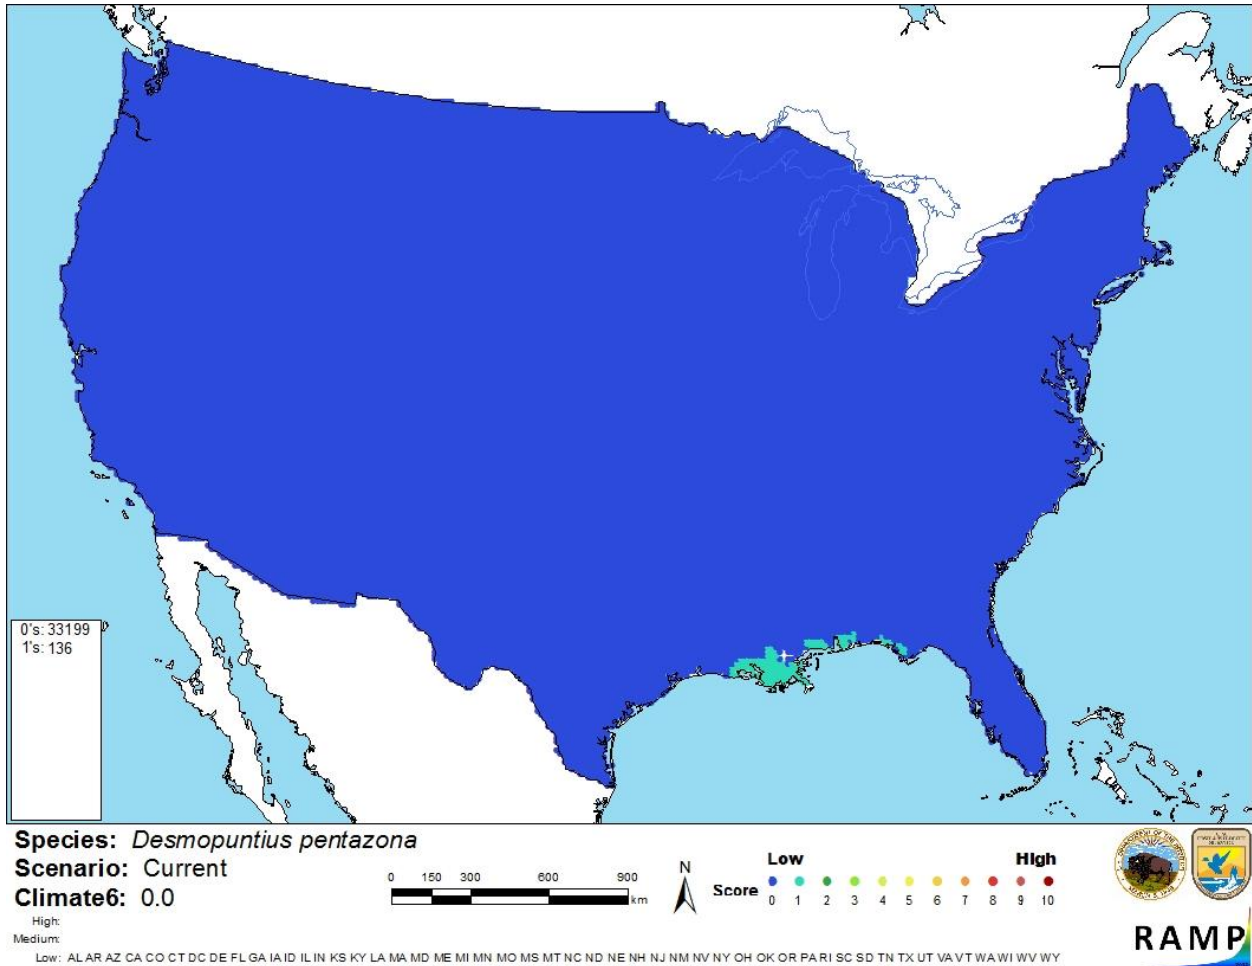 0's: 33199
1's: 136
Species: Desmopuntius pentazona
Scenario: Current
Climate6: 0.0
High:
Medium:
Low: AL AR AZ CA CO CT DC DE FL GA IA ID IL IN KS KY LA MA MD ME MI MN MO MS MT NC ND NE NH NJ NM NV NY OH OK OR PA RI SC SD TN TX UT VA VT WA WI WV WY
0 150 300 600 900
km
N
Low High
Score
0 1 2 3 4 5 6 7 8 9 10
RAMP